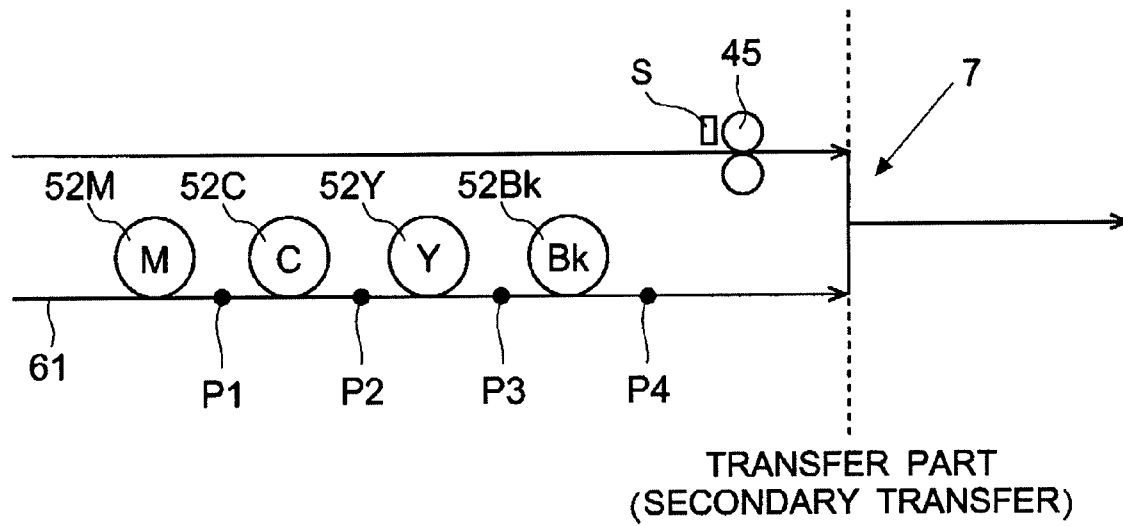 45
S
7
52M
52C
52Y
52Bk
M
C
Y
Bk
61
P1
P2
P3
P4
TRANSFER PART
(SECONDARY TRANSFER)